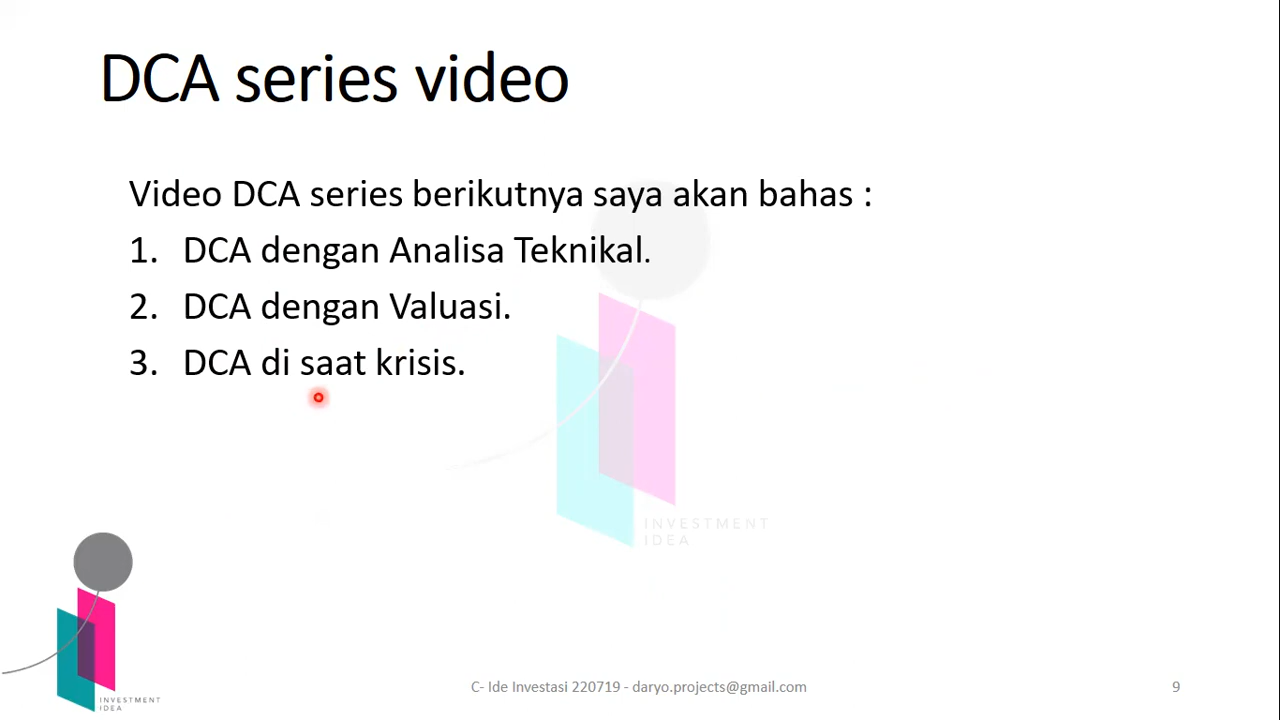 DCA series video
Video DCA series berikutnya saya akan bahas :
1. DCA dengan Analisa Teknikal.
2. DCA dengan Valuasi.
3. DCA di saat krisis.
INVESTMENT
IDEA
INVESTMENT
IDEA
C- Ide Investasi 220719 - daryo.projects@gmail.com
9